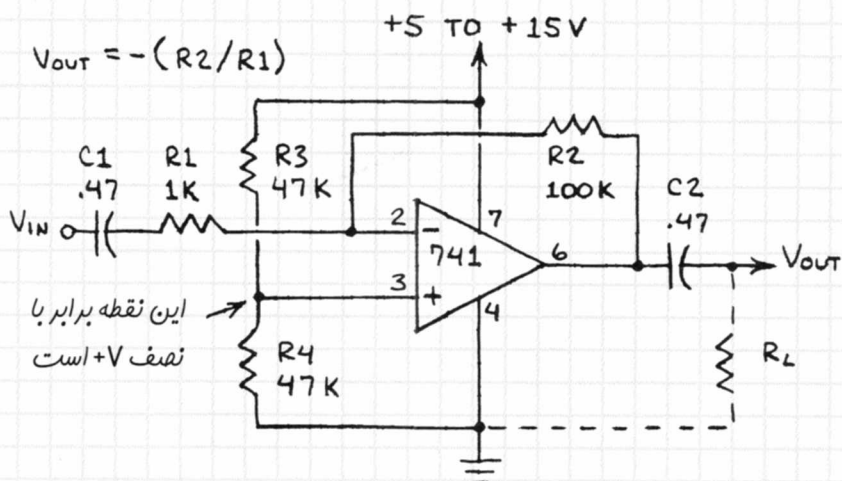 +5 TO +15V
VOUT = -(R2/R1)
C1
.47
R1
1K
R3
47K
R2
100K
C2
.47
VIN
2
-
7
741
6
VOUT
3
+
4
این نقطه برابر با
نصف V+ است
R4
47K
RL